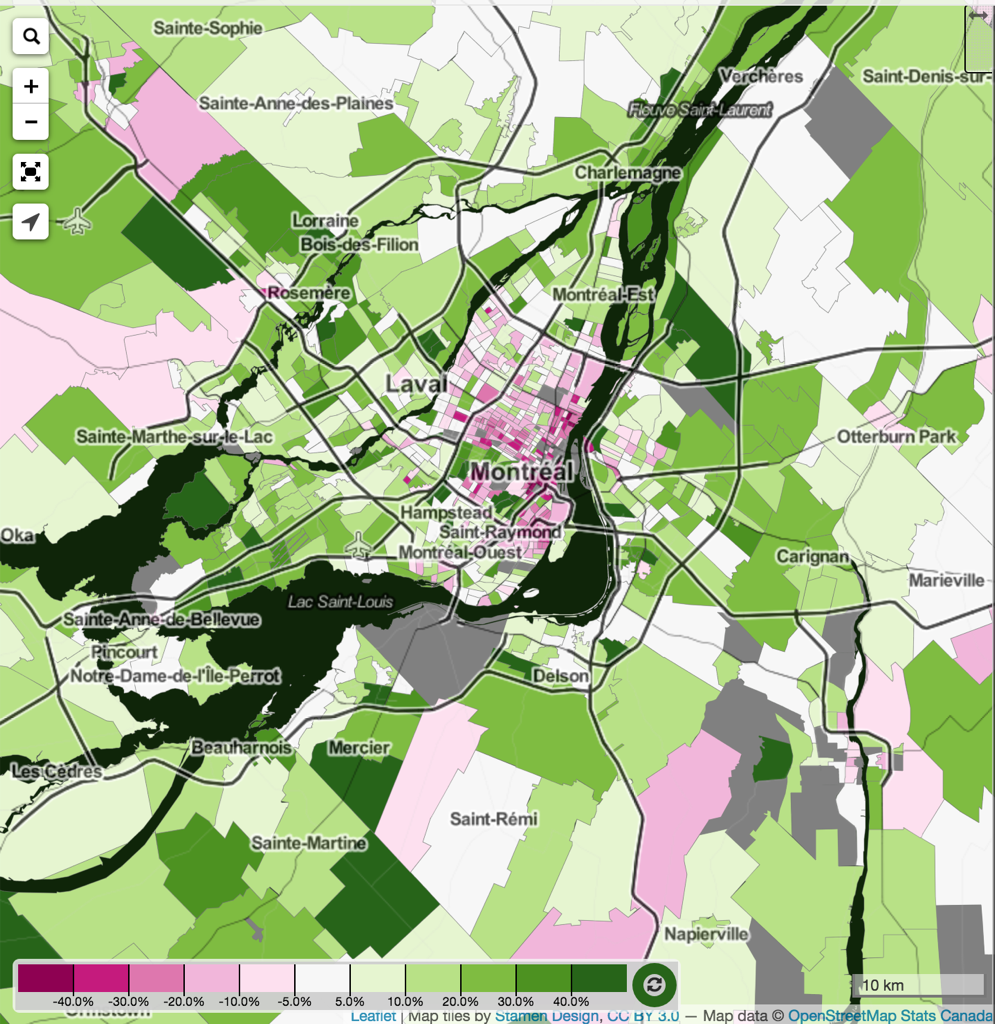 Sainte-Sophie
+
−
Verchères
Saint-Denis-sur-
Sainte-Anne-des-Plaines
Fleuve Saint-Laurent
Charlemagne
Lorraine
Bois-des-Filion
Rosemère
Montréal-Est
Laval
Sainte-Marthe-sur-le-Lac
Otterburn Park
Montréal
Hampstead
Saint-Raymond
Oka
Montréal-Ouest
Carignan
Marieville
Lac Saint-Louis
Sainte-Anne-de-Bellevue
Pincourt
Notre-Dame-de-l'Île-Perrot
Delson
Beauharnois
Mercier
Les Cèdres
Saint-Rémi
Sainte-Martine
Napierville
10 km
-40.0% -30.0% -20.0% -10.0% -5.0% 5.0% 10.0% 20.0% 30.0% 40.0%
Ormstown
Leaflet | Map tiles by Stamen Design, CC BY 3.0 — Map data © OpenStreetMap Stats Canada